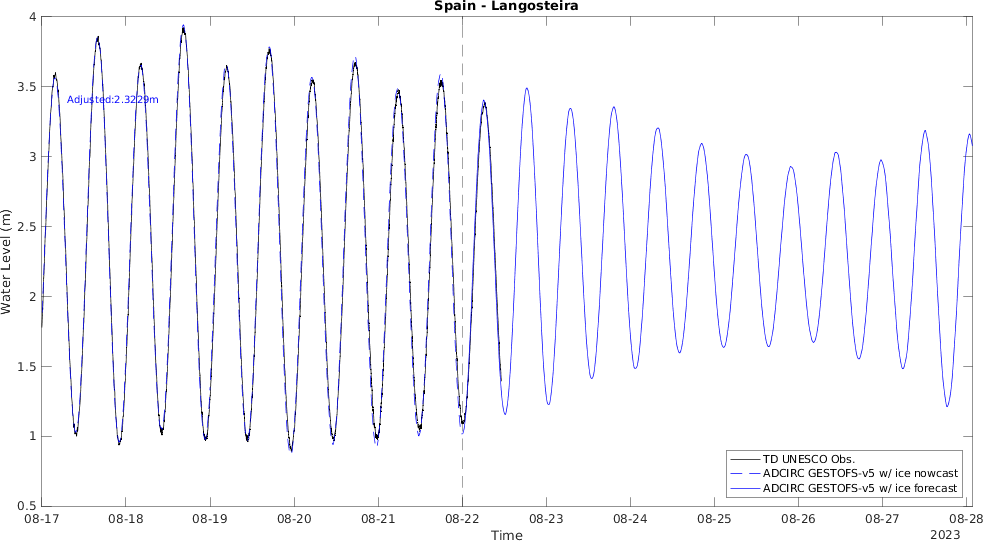 Spain - Langosteira
4
3.5
3
2.5
2
1.5
1
0.5
Water Level (m)
Adjusted:2.3229m
TD UNESCO Obs.
ADCIRC GESTOFS-v5 w/ ice nowcast
ADCIRC GESTOFS-v5 w/ ice forecast
08-17 08-18 08-19 08-20 08-21 08-22 08-23 08-24 08-25 08-26 08-27 08-28
Time
2023